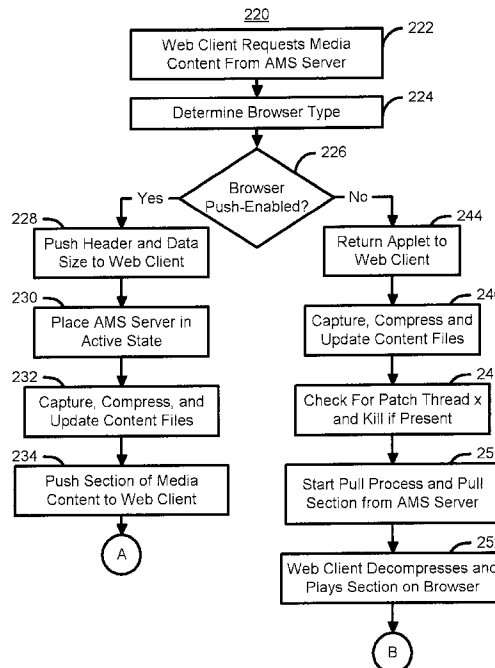 220
222
Web Client Requests Media
Content From AMS Server
224
Determine Browser Type
226
Browser
Push-Enabled?
Yes
No
228
Push Header and Data
Size to Web Client
230
Place AMS Server in
Active State
232
Capture, Compress, and
Update Content Files
234
Push Section of Media
Content to Web Client
A
244
Return Applet to
Web Client
Capture, Compress and
Update Content Files
Check For Patch Thread x
and Kill if Present
Start Pull Process and Pull
Section from AMS Server
Web Client Decompresses and
Plays Section on Browser
B